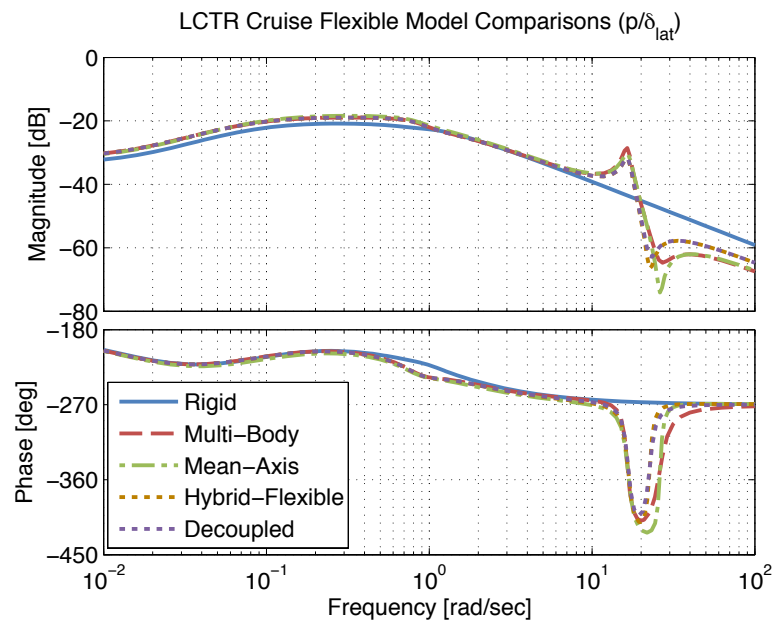 LCTR Cruise Flexible Model Comparisons (p/δ_lat)
0
−20
−40
−60
−80
Magnitude [dB]
−180
−270
−360
−450
Phase [deg]
Rigid
Multi−Body
Mean−Axis
Hybrid−Flexible
Decoupled
10^−2 10^−1 10^0 10^1 10^2
Frequency [rad/sec]